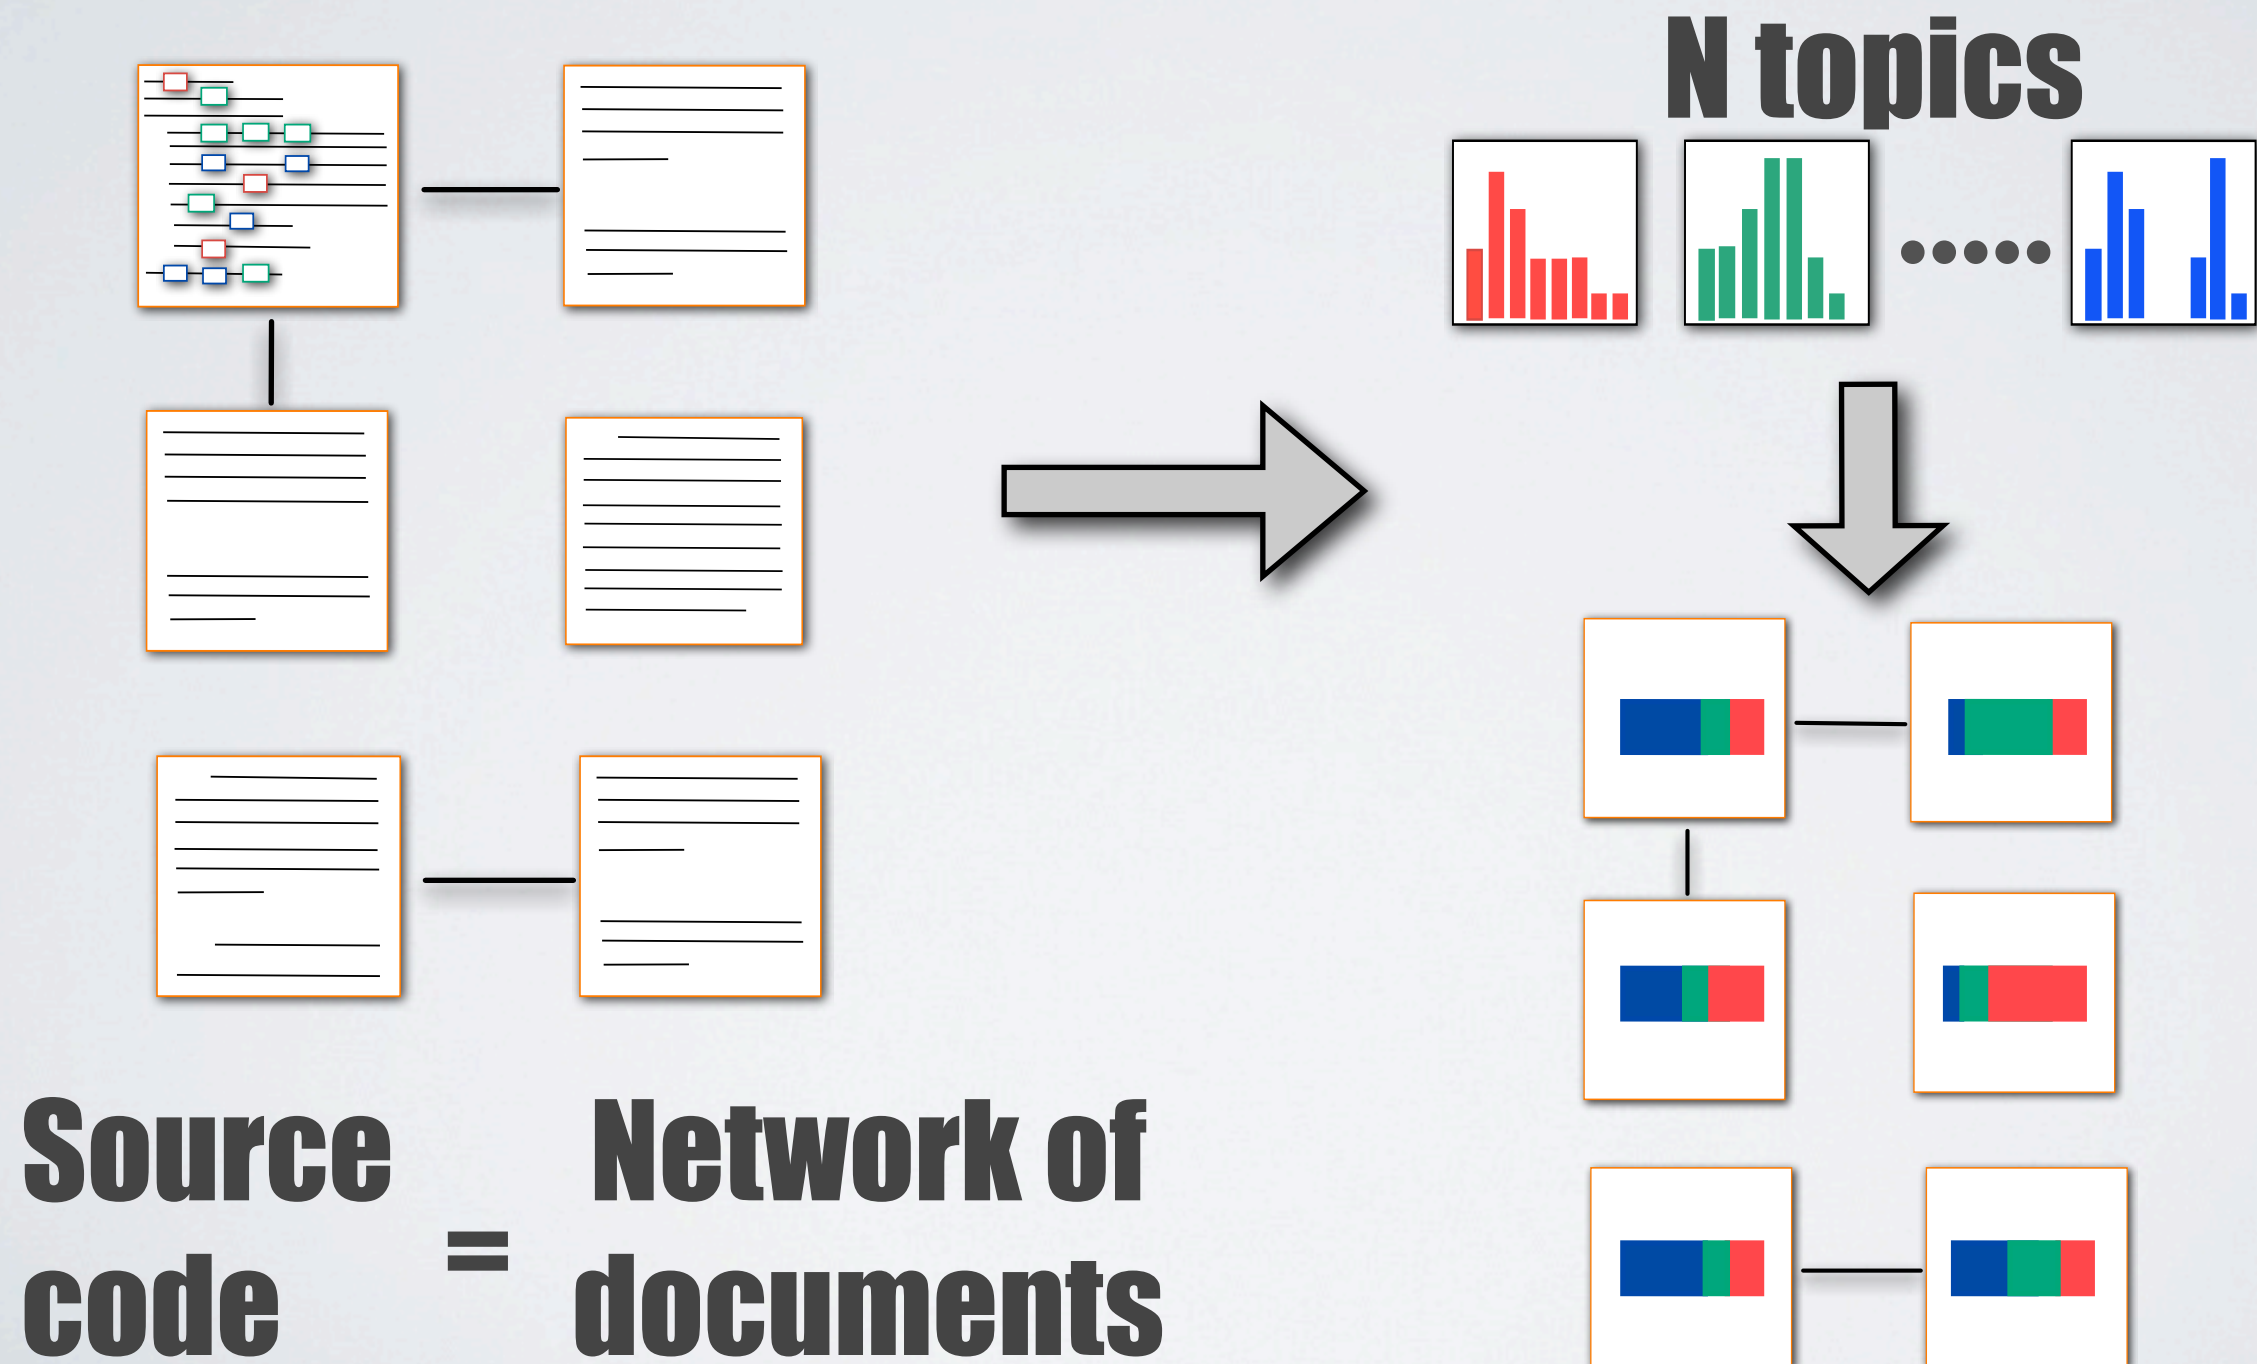 N topics
Source
code
=
Network of
documents